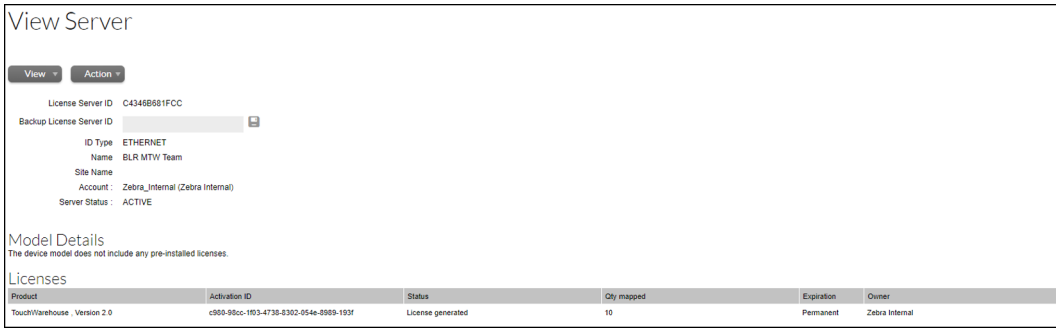 View Server
View Action
License Server ID C4346B681FCC
Backup License Server ID
ID Type ETHERNET
Name BLR MTW Team
Site Name
Account : Zebra_Internal (Zebra Internal)
Server Status : ACTIVE
Model Details
The device model does not include any pre-installed licenses.
Licenses
Product Activation ID Status Qty mapped Expiration Owner
TouchWarehouse , Version 2.0 c980-98cc-1f03-4738-8302-054e-8989-193f License generated 10 Permanent Zebra Internal